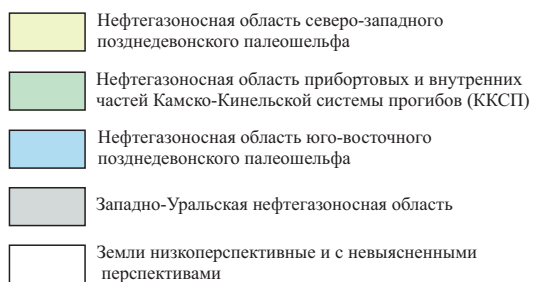 Нефтегазоносная область северо-западного
позднедевонского палеошельфа
Нефтегазоносная область прибортовых и внутренних
частей Камско-Кинельской системы прогибов (ККСП)
Нефтегазоносная область юго-восточного
позднедевонского палеошельфа
Западно-Уральская нефтегазоносная область
Земли низкоперспективные и с невыясненными
перспективами